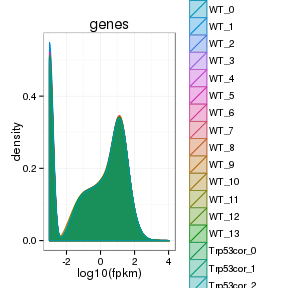 genes
density
0.4
0.2
0.0
-2
0
2
4
log10(fpkm)
WT_0
WT_1
WT_2
WT_3
WT_4
WT_5
WT_6
WT_7
WT_8
WT_9
WT_10
WT_11
WT_12
WT_13
Trp53cor_0
Trp53cor_1
Trp53cor_2